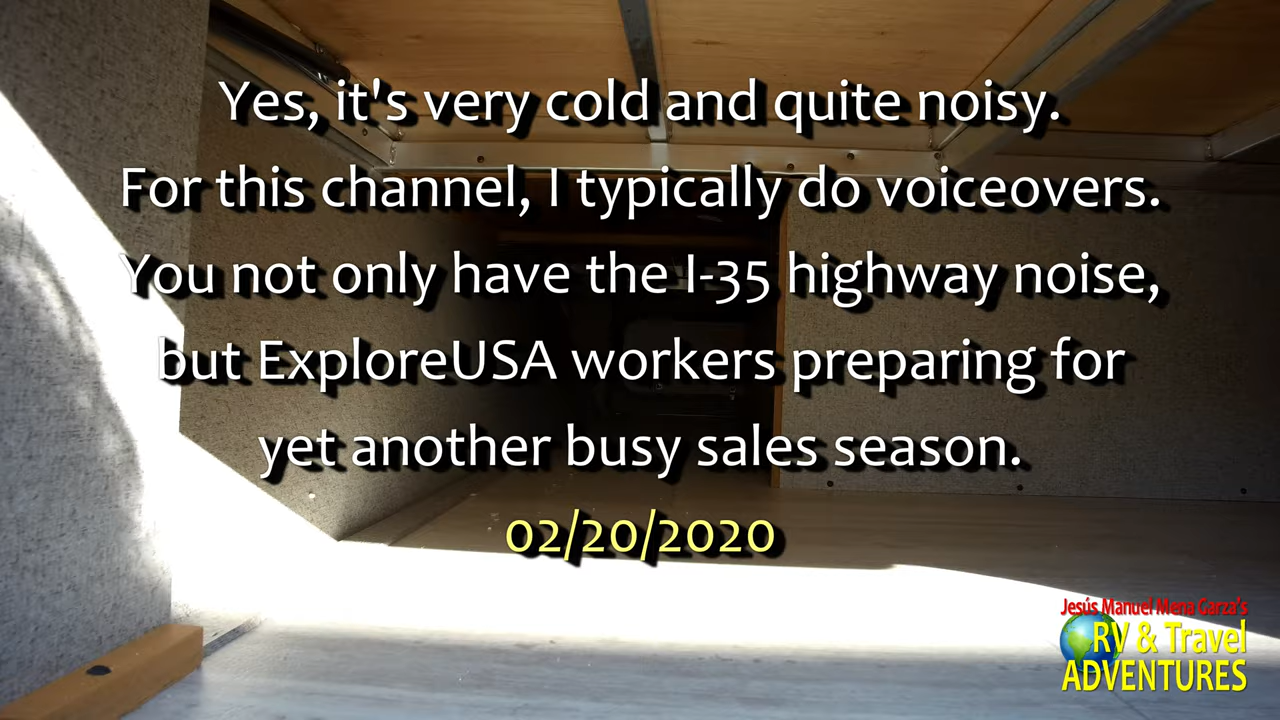 Yes, it's very cold and quite noisy.
For this channel, I typically do voiceovers.
You not only have the I-35 highway noise,
but ExploreUSA workers preparing for
yet another busy sales season.
02/20/2020
Jesús Manuel Mena Garza's
RV & Travel
ADVENTURES